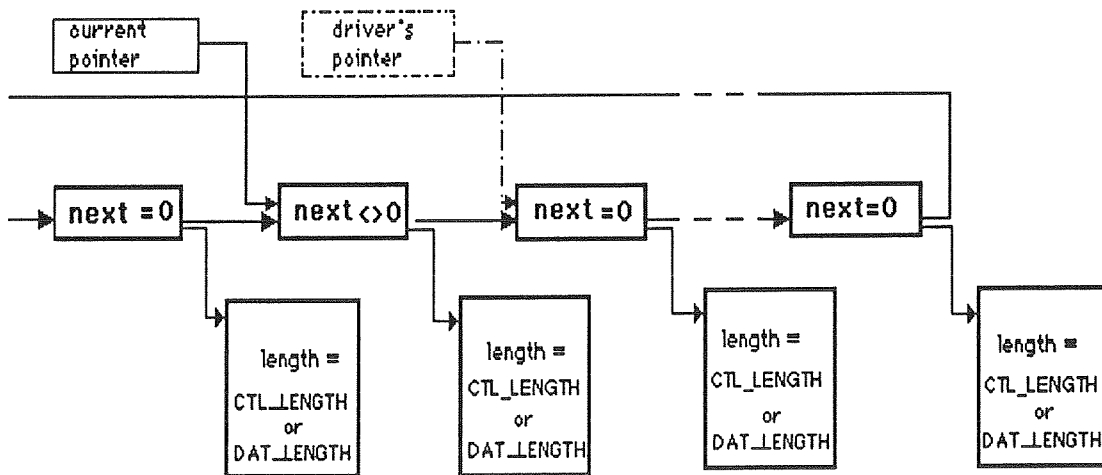 current
pointer
driver's
pointer
next =0
next <>0
next =0
next=0
length =
CTL_LENGTH
or
DAT_LENGTH
length =
CTL_LENGTH
or
DAT_LENGTH
length =
CTL_LENGTH
or
DAT_LENGTH
length =
CTL_LENGTH
or
DAT_LENGTH